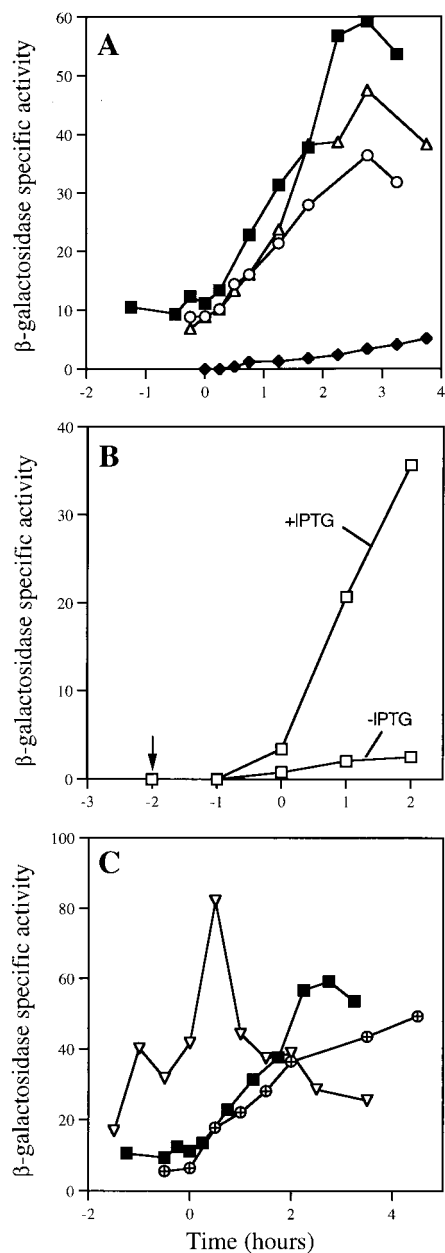 A
β-galactosidase specific activity
60
50
40
30
20
10
0
-2 -1 0 1 2 3 4
B
β-galactosidase specific activity
40
30
20
10
0
+IPTG
-IPTG
-3 -2 -1 0 1 2
C
β-galactosidase specific activity
100
80
60
40
20
0
-2 0 2 4
Time (hours)